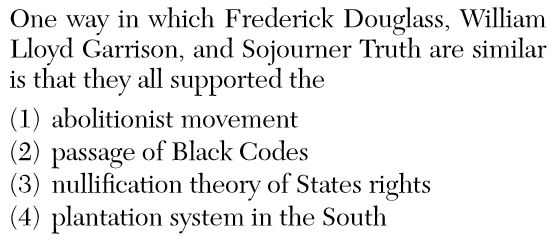 One way in which Frederick Douglass, William
Lloyd Garrison, and Sojourner Truth are similar
is that they all supported the
(1) abolitionist movement
(2) passage of Black Codes
(3) nullification theory of States rights
(4) plantation system in the South